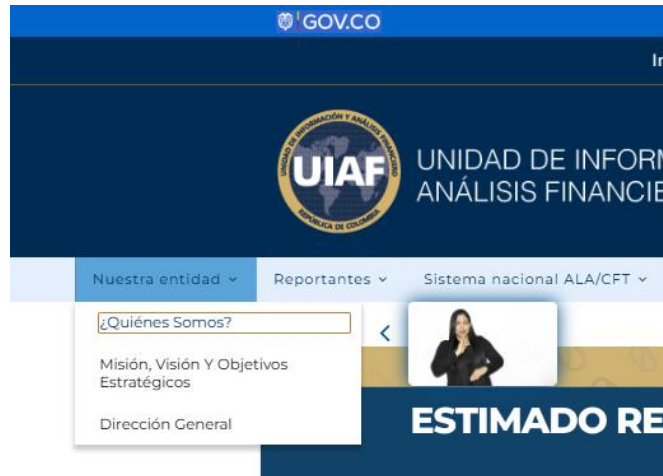 GOV.CO
UNIDAD DE INFORMACIÓN Y ANÁLISIS FINANCIERO
UIAF
REPÚBLICA DE COLOMBIA
UNIDAD DE INFOR
ANÁLISIS FINANCIE
Nuestra entidad Reportantes Sistema nacional ALA/CFT
¿Quiénes Somos?
Misión, Visión Y Objetivos
Estratégicos
Dirección General
ESTIMADO RE